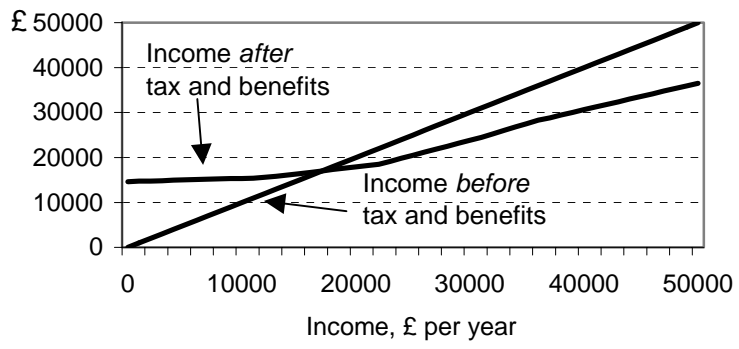 £ 50000
40000
30000
20000
10000
0
Income after
tax and benefits
Income before
tax and benefits
0 10000 20000 30000 40000 50000
Income, £ per year